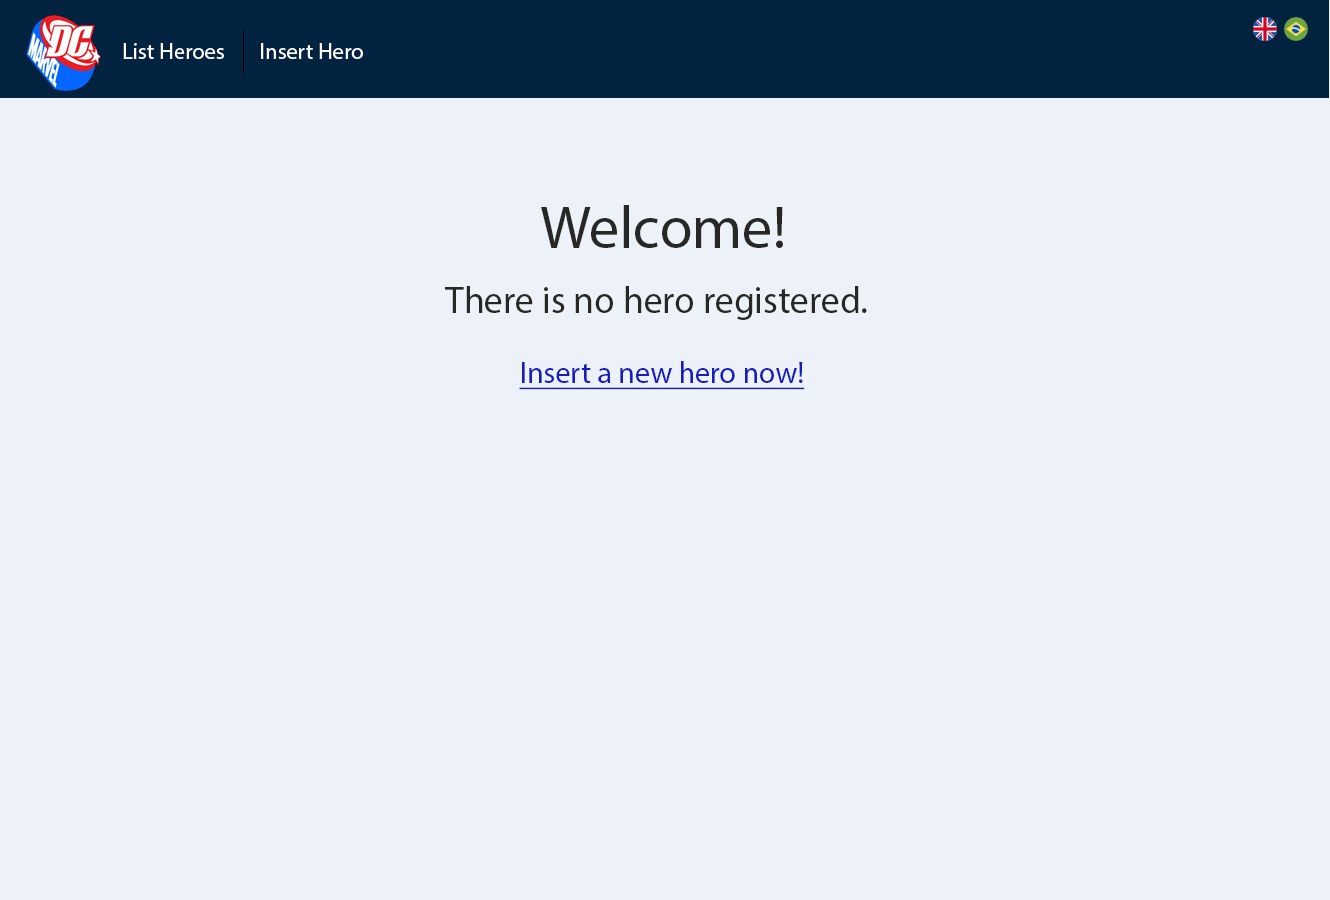 DC
MARVEL
List Heroes
Insert Hero
Welcome!
There is no hero registered.
Insert a new hero now!